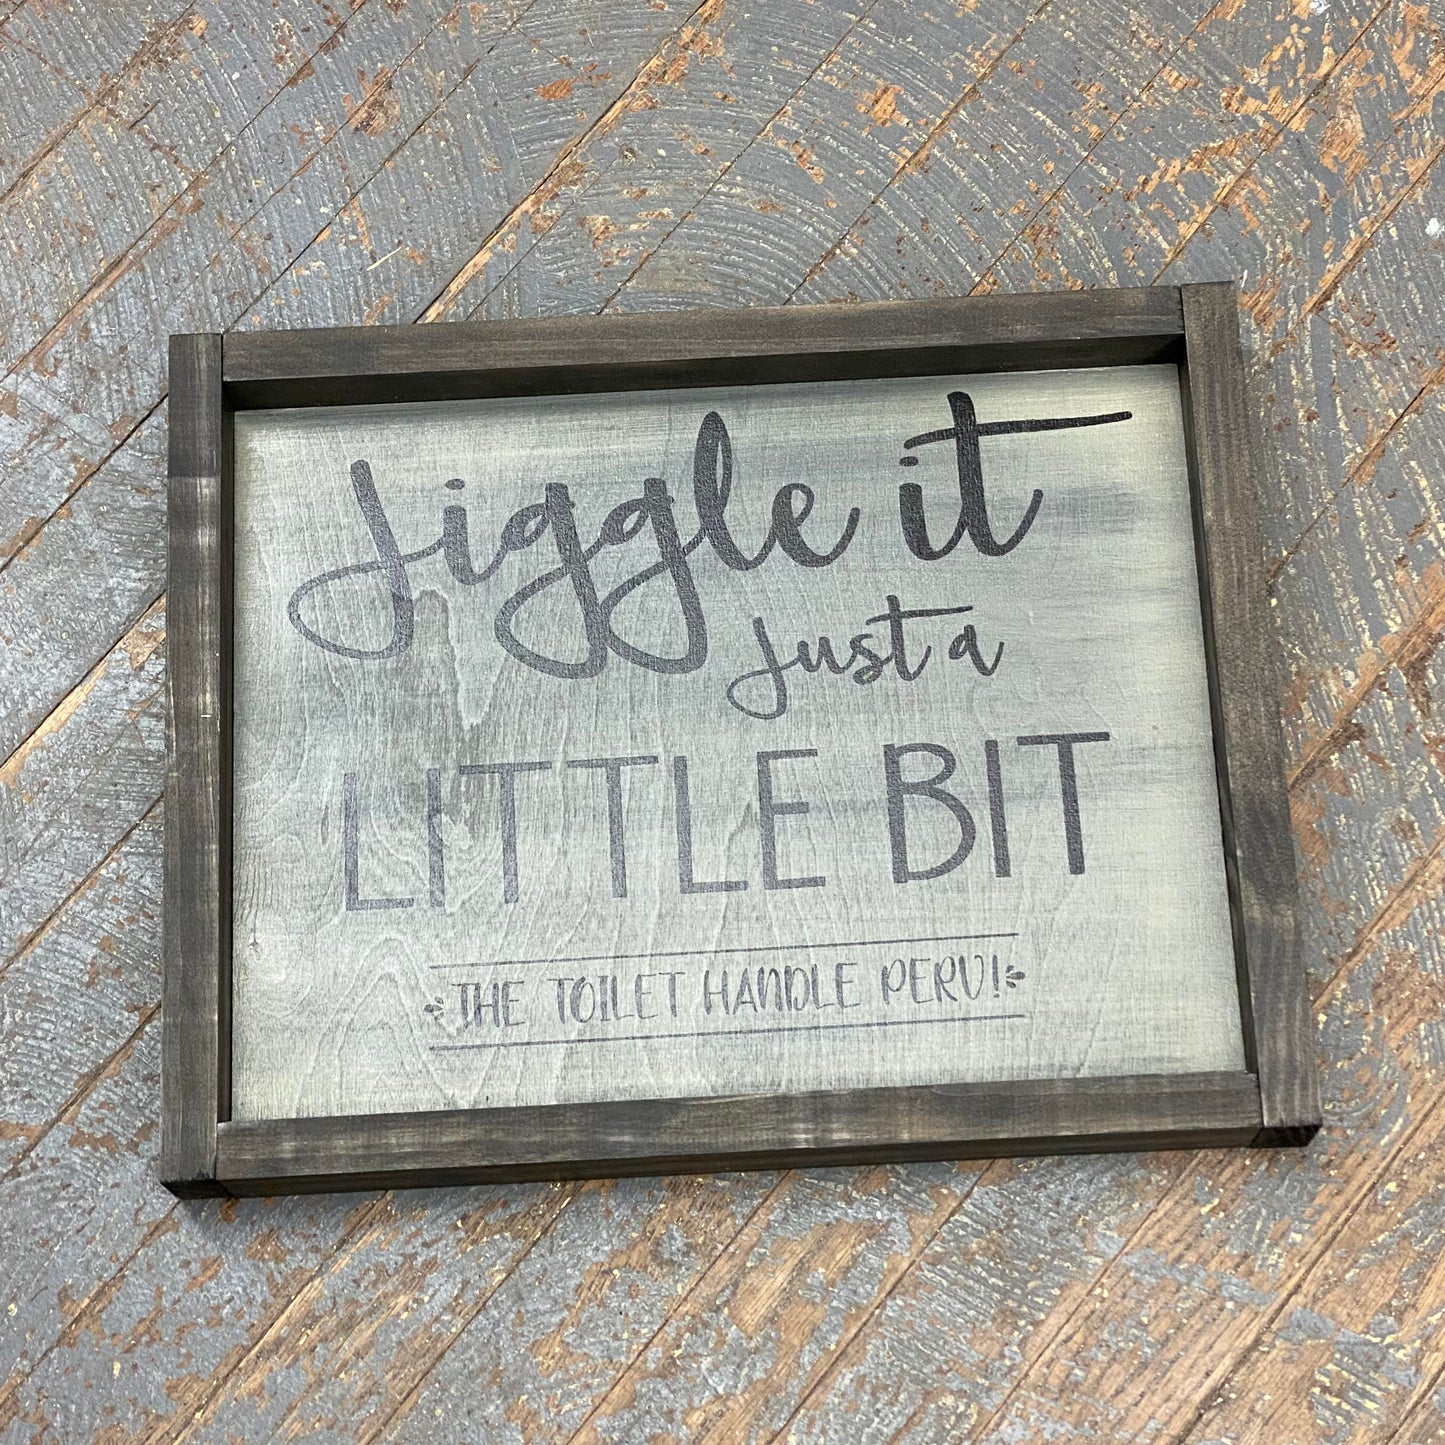 Jiggle it
just a
LITTLE BIT
THE TOILET HANDLE PERV!